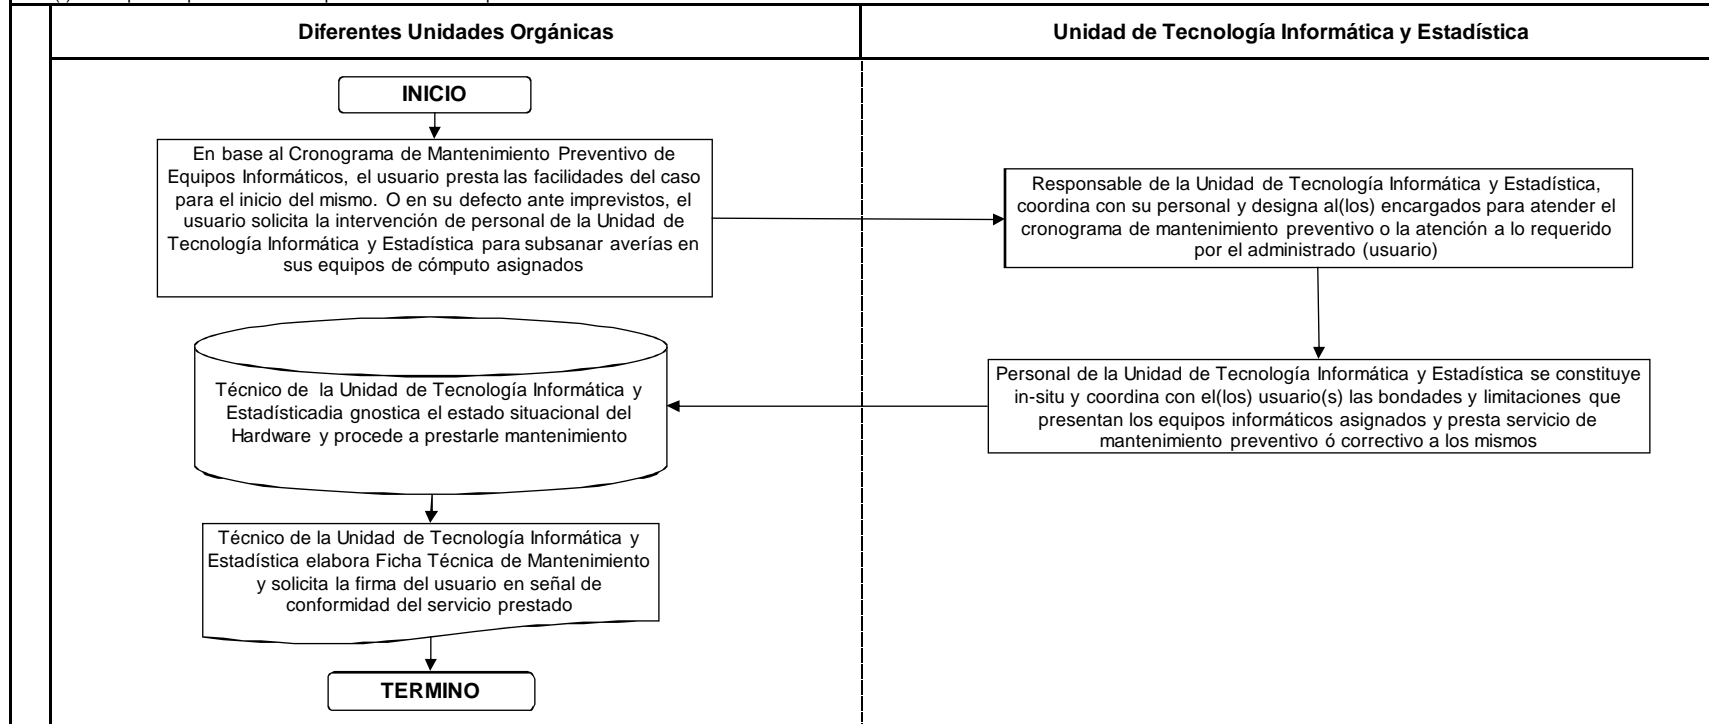 Diferentes Unidades Orgánicas
Unidad de Tecnología Informática y Estadística
INICIO
En base al Cronograma de Mantenimiento Preventivo de
Equipos Informáticos, el usuario presta las facilidades del caso
para el inicio del mismo. O en su defecto ante imprevistos, el
usuario solicita la intervención de personal de la Unidad de
Tecnología Informática y Estadística para subsanar averías en
sus equipos de cómputo asignados
Responsable de la Unidad de Tecnología Informática y Estadística,
coordina con su personal y designa al(los) encargados para atender el
cronograma de mantenimiento preventivo o la atención a lo requerido
por el administrado (usuario)
Personal de la Unidad de Tecnología Informática y Estadística se constituye
in-situ y coordina con el(los) usuario(s) las bondades y limitaciones que
presentan los equipos informáticos asignados y presta servicio de
mantenimiento preventivo ó correctivo a los mismos
Técnico de la Unidad de Tecnología Informática y
Estadísticadia gnostica el estado situacional del
Hardware y procede a prestarle mantenimiento
Técnico de la Unidad de Tecnología Informática y
Estadística elabora Ficha Técnica de Mantenimiento
y solicita la firma del usuario en señal de
conformidad del servicio prestado
TERMINO